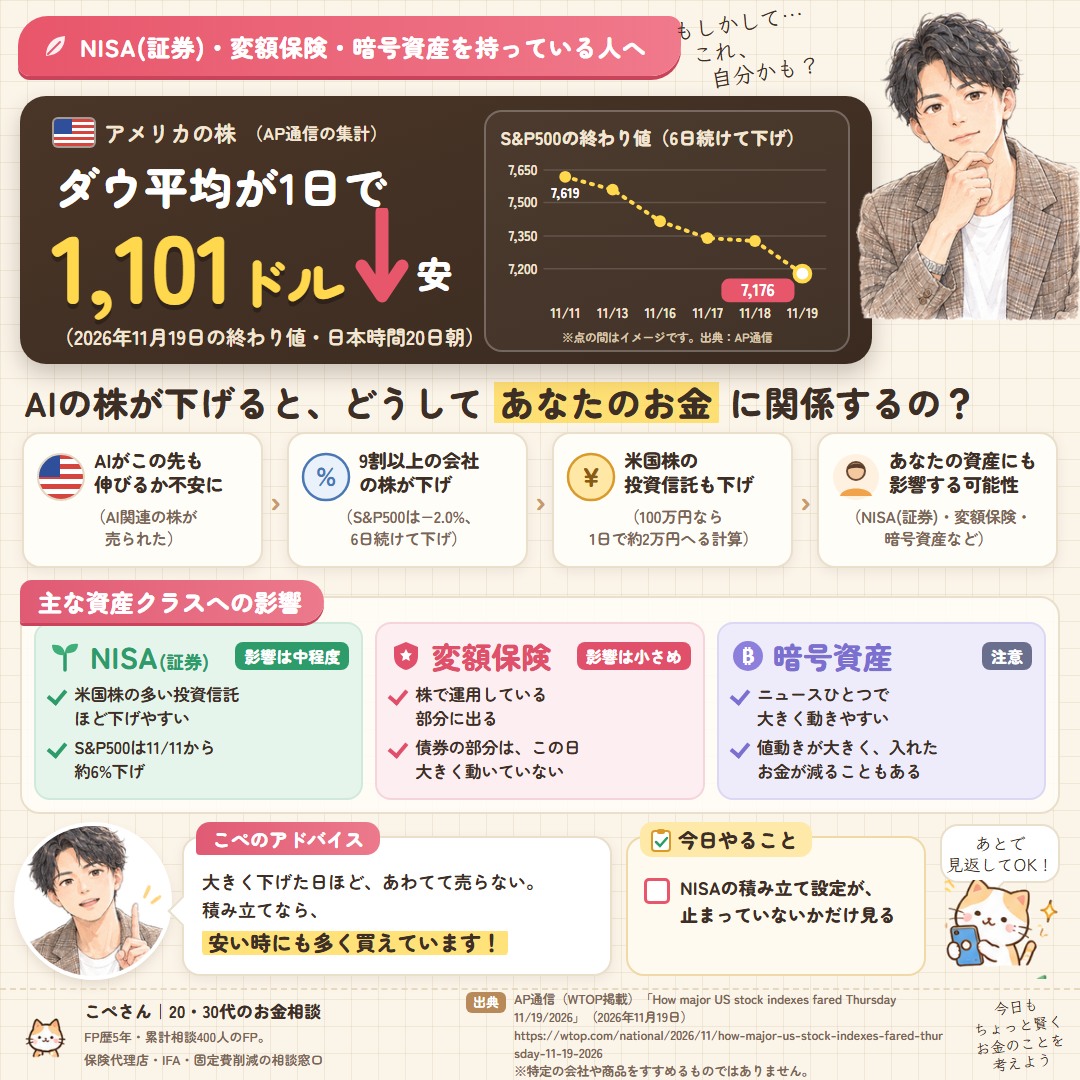 NISA(証券)・変額保険・暗号資産を持っている人へ
もしかして…
これ、
自分かも？
アメリカの株 （AP通信の集計）
ダウ平均が1日で
1,101ドル 安
（2026年11月19日の終わり値・日本時間20日朝）
S&P500の終わり値（6日続けて下げ）
7,650
7,500
7,350
7,200
7,619
7,176
11/11 11/13 11/16 11/17 11/18 11/19
※点の間はイメージです。出典：AP通信
AIの株が下げると、どうして あなたのお金 に関係するの？
AIがこの先も
伸びるか不安に
（AI関連の株が
売られた）
›
%
9割以上の会社
の株が下げ
（S&P500は−2.0%、
6日続けて下げ）
›
¥
米国株の
投資信託も下げ
（100万円なら
1日で約2万円へる計算）
›
あなたの資産にも
影響する可能性
（NISA(証券)・変額保険・
暗号資産など）
主な資産クラスへの影響
NISA(証券) 影響は中程度
米国株の多い投資信託
ほど下げやすい
S&P500は11/11から
約6%下げ
変額保険 影響は小さめ
株で運用している
部分に出る
債券の部分は、この日
大きく動いていない
暗号資産 注意
ニュースひとつで
大きく動きやすい
値動きが大きく、入れた
お金が減ることもある
こぺのアドバイス
大きく下げた日ほど、あわてて売らない。
積み立てなら、
安い時にも多く買えています！
今日やること
NISAの積み立て設定が、
止まっていないかだけ見る
あとで
見返してOK！
こぺさん｜20・30代のお金相談
FP歴5年・累計相談400人のFP。
保険代理店・IFA・固定費削減の相談窓口
出典
AP通信（WTOP掲載）「How major US stock indexes fared Thursday
11/19/2026」（2026年11月19日）
https://wtop.com/national/2026/11/how-major-us-stock-indexes-fared-thur
sday-11-19-2026
※特定の会社や商品をすすめるものではありません。
今日も
ちょっと賢く
お金のことを
考えよう